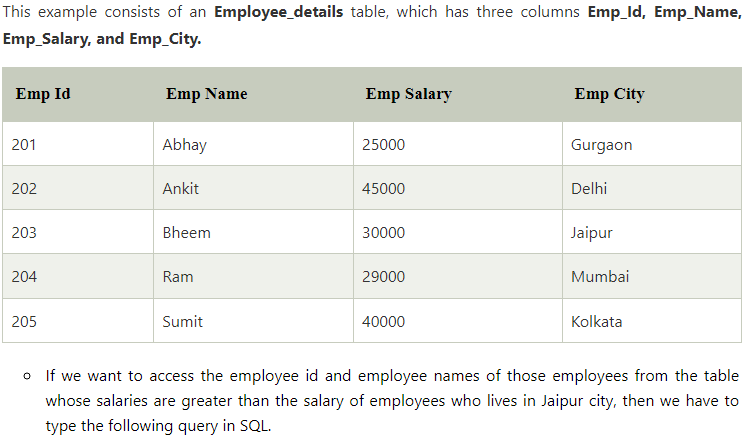 This example consists of an Employee_details table, which has three columns Emp_Id, Emp_Name,
Emp_Salary, and Emp_City.
Emp Id Emp Name Emp Salary Emp City
201 Abhay 25000 Gurgaon
202 Ankit 45000 Delhi
203 Bheem 30000 Jaipur
204 Ram 29000 Mumbai
205 Sumit 40000 Kolkata
If we want to access the employee id and employee names of those employees from the table
whose salaries are greater than the salary of employees who lives in Jaipur city, then we have to
type the following query in SQL.